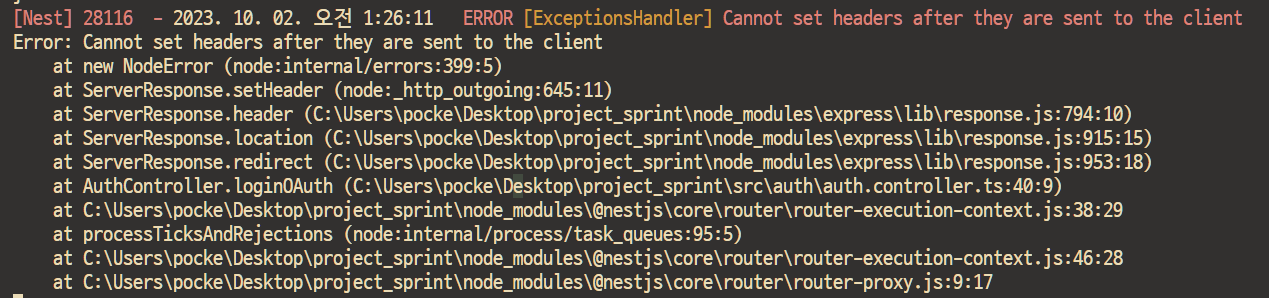 [Nest] 28116  - 2023. 10. 02. 오전 1:26:11   ERROR [ExceptionsHandler] Cannot set headers after they are sent to the client
Error: Cannot set headers after they are sent to the client
    at new NodeError (node:internal/errors:399:5)
    at ServerResponse.setHeader (node:_http_outgoing:645:11)
    at ServerResponse.header (C:\Users\pocke\Desktop\project_sprint\node_modules\express\lib\response.js:794:10)
    at ServerResponse.location (C:\Users\pocke\Desktop\project_sprint\node_modules\express\lib\response.js:915:15)
    at ServerResponse.redirect (C:\Users\pocke\Desktop\project_sprint\node_modules\express\lib\response.js:953:18)
    at AuthController.loginOAuth (C:\Users\pocke\Desktop\project_sprint\src\auth\auth.controller.ts:40:9)
    at C:\Users\pocke\Desktop\project_sprint\node_modules\@nestjs\core\router\router-execution-context.js:38:29
    at processTicksAndRejections (node:internal/process/task_queues:95:5)
    at C:\Users\pocke\Desktop\project_sprint\node_modules\@nestjs\core\router\router-execution-context.js:46:28
    at C:\Users\pocke\Desktop\project_sprint\node_modules\@nestjs\core\router\router-proxy.js:9:17